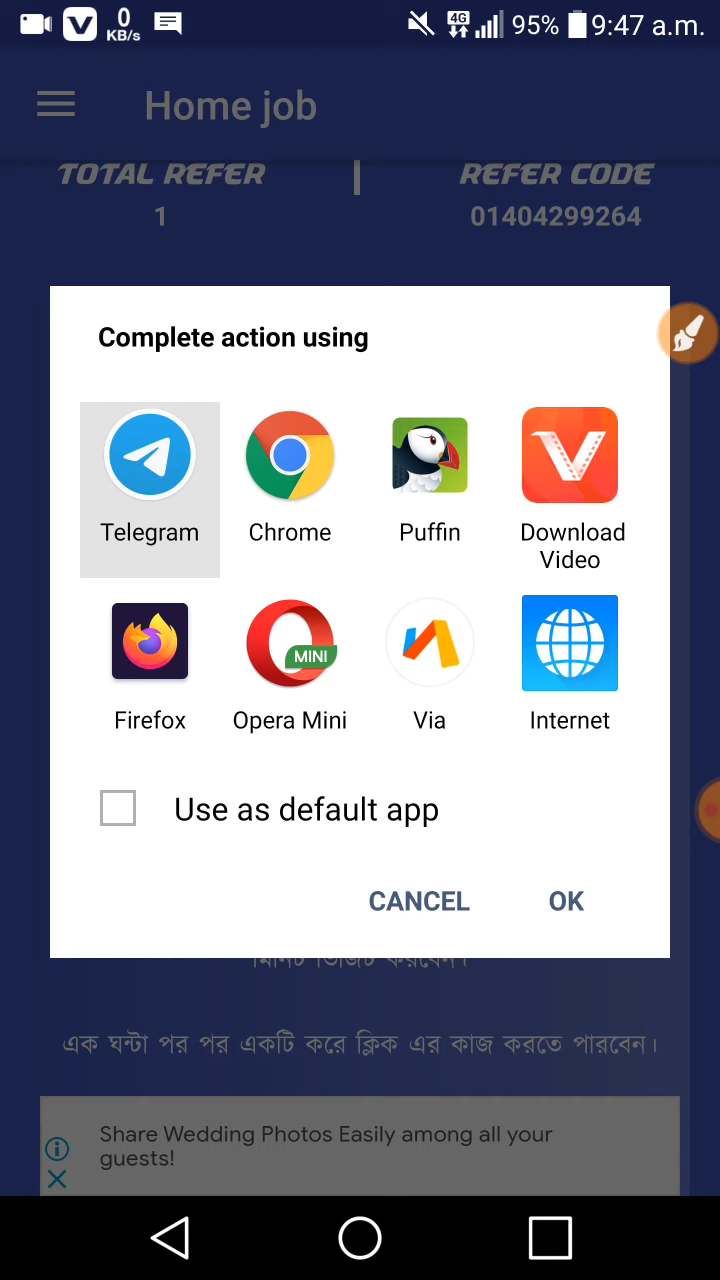 0
KB/s
4G
95%
9:47 a.m.
Home job
TOTAL REFER
REFER CODE
1
01404299264
Complete action using
Telegram
Chrome
Puffin
Download
Video
MINI
Firefox
Opera Mini
Via
Internet
Use as default app
CANCEL
OK
এক ঘন্টা পর পর একটি করে ক্লিক এর কাজ করতে পারবেন।
Share Wedding Photos Easily among all your
guests!